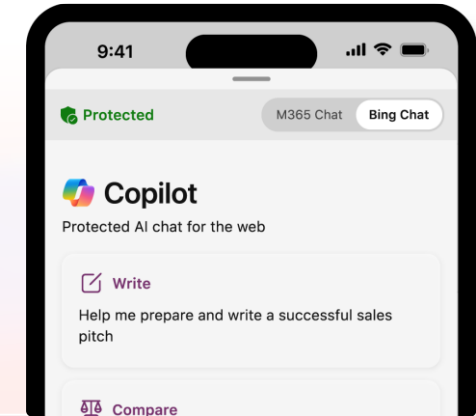 9:41
Protected
M365 Chat
Bing Chat
Copilot
Protected AI chat for the web
Write
Help me prepare and write a successful sales
pitch
Compare